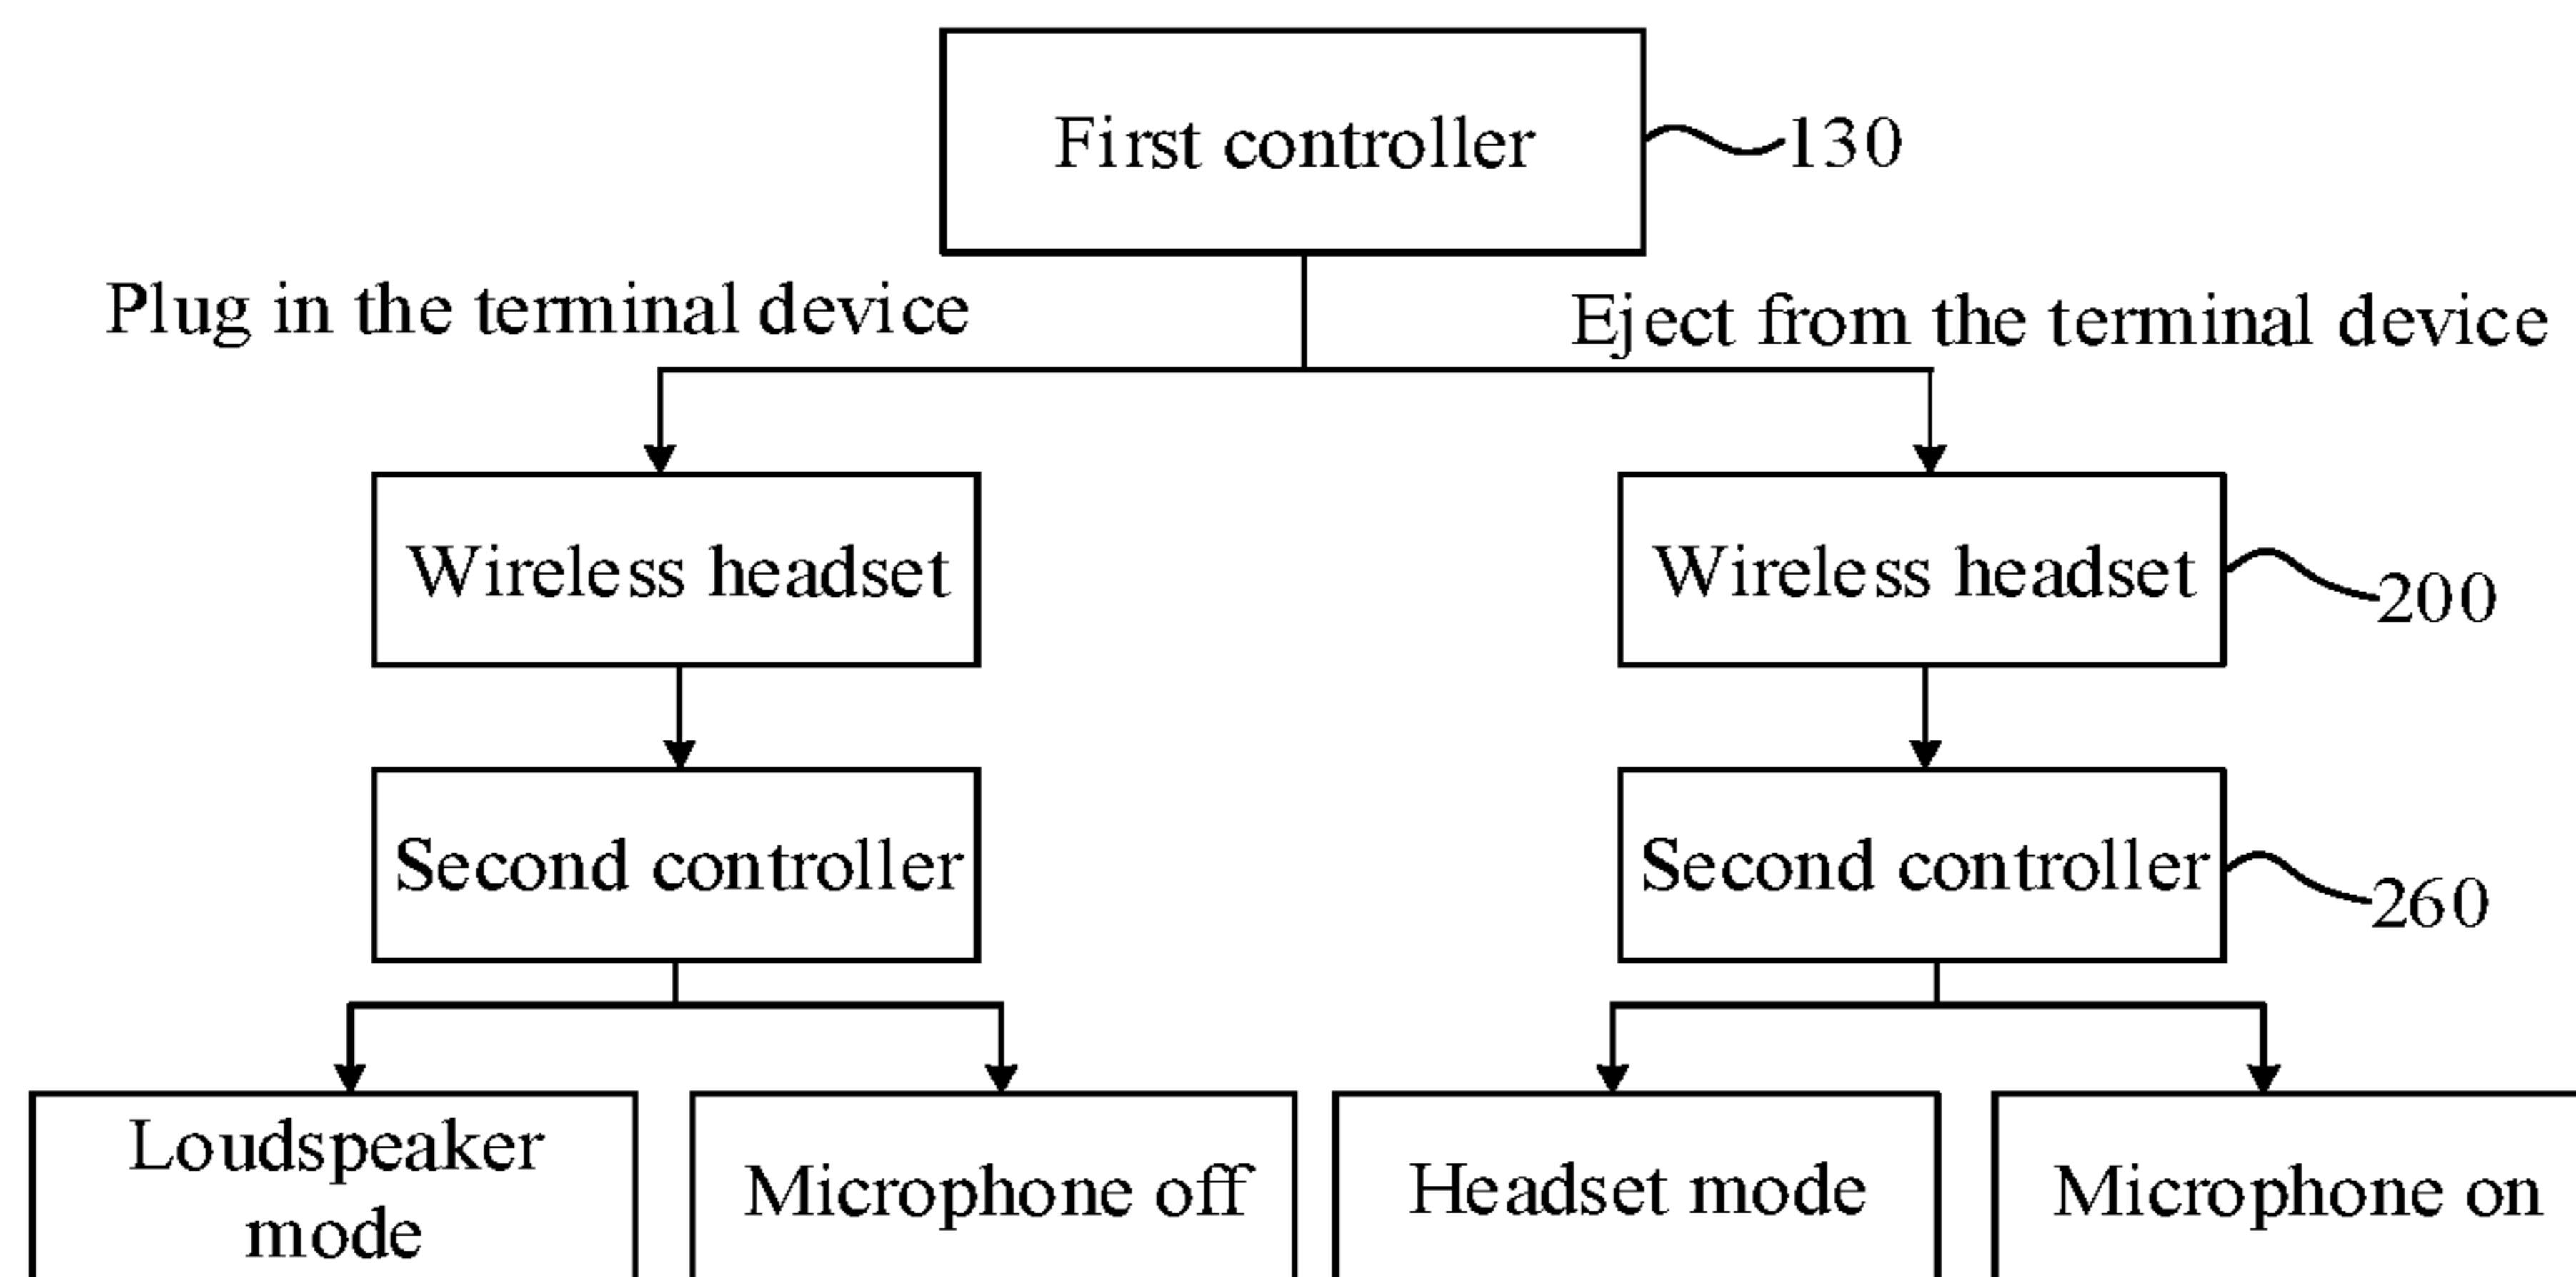 First controller
130
Plug in the terminal device
Eject from the terminal device
Wireless headset
Wireless headset
200
Second controller
Second controller
260
Loudspeaker
mode
Microphone off
Headset mode
Microphone on